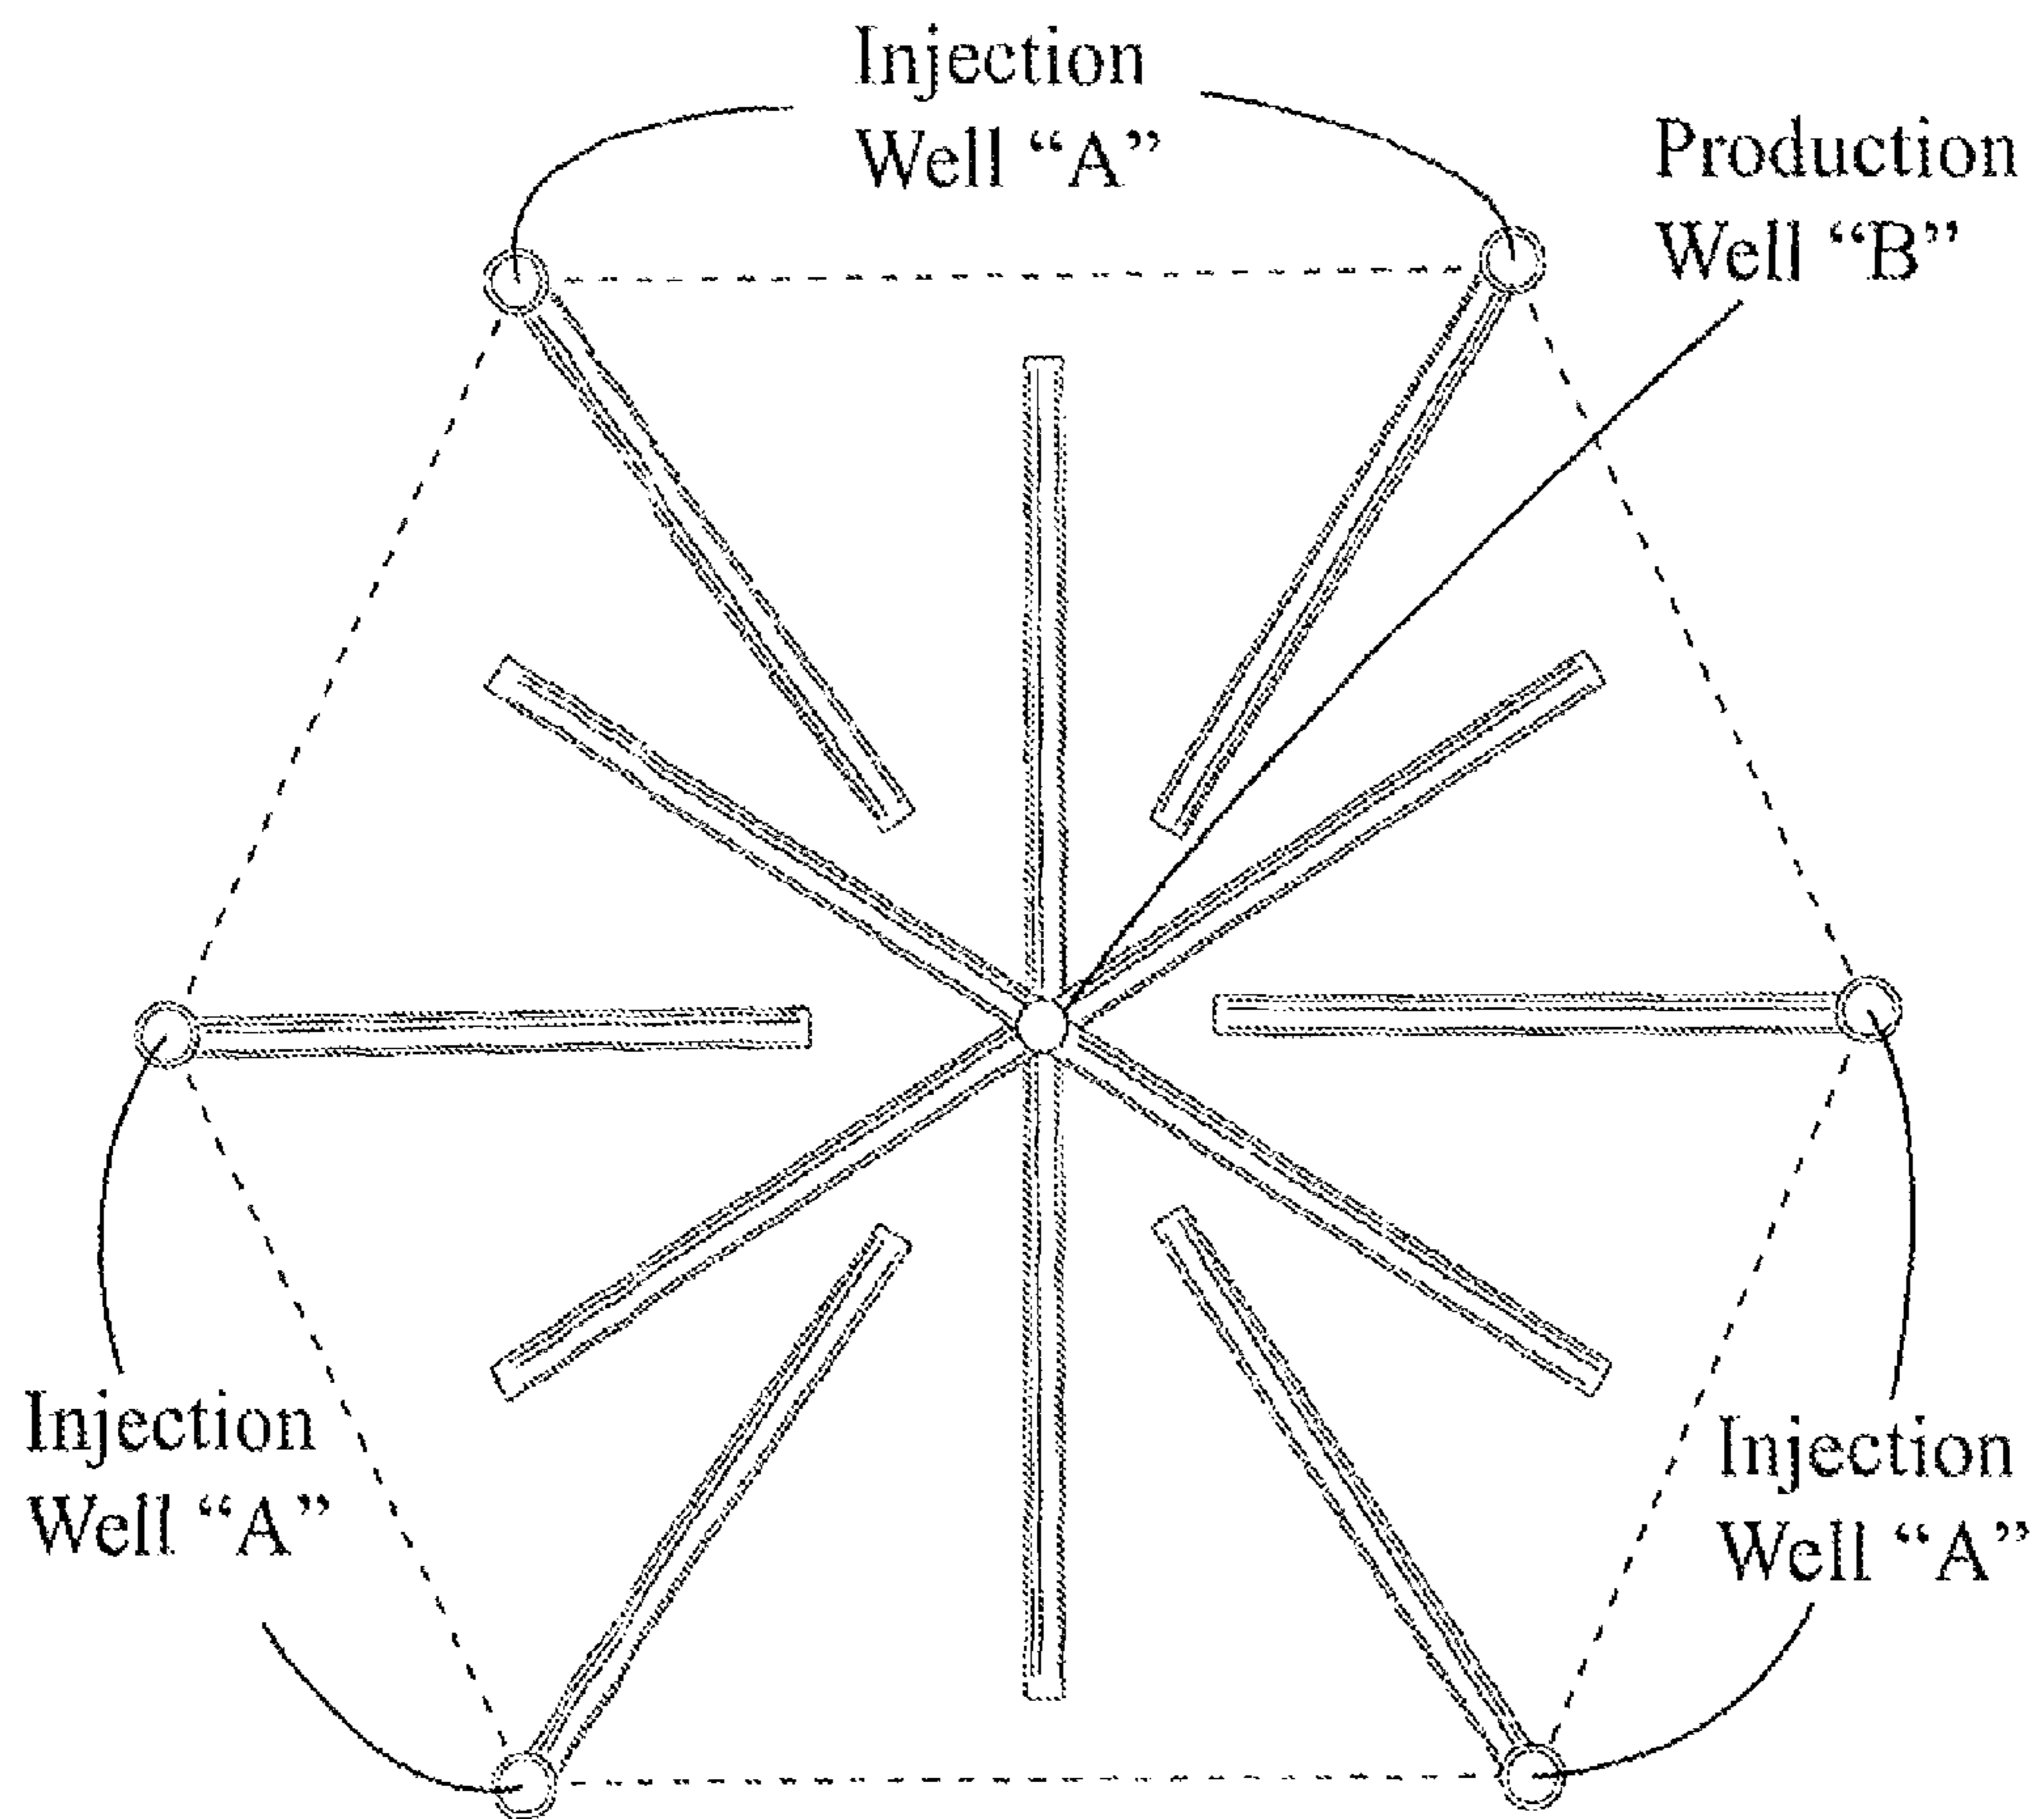 Injection
Well “A”
Production
Well “B”
Injection
Well “A”
Injection
Well “A”